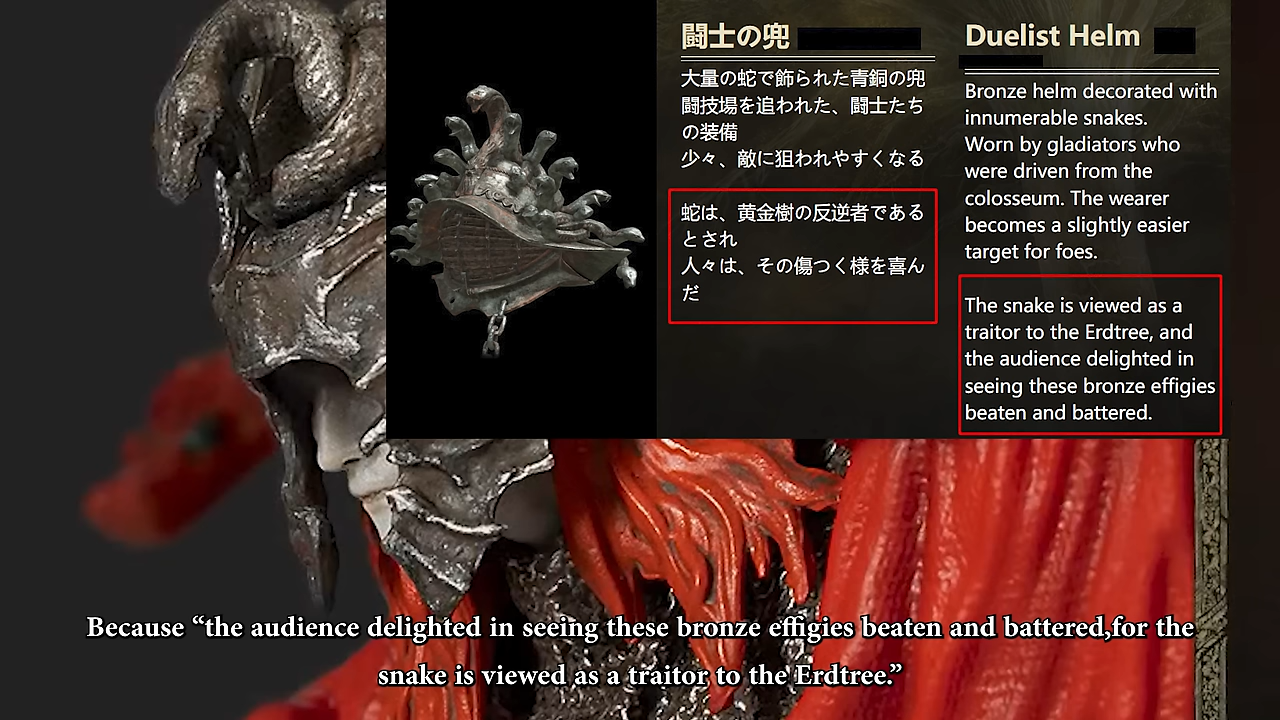 闘士の兜
大量の蛇で飾られた青銅の兜
闘技場を追われた、闘士たち
の装備
少々、敵に狙われやすくなる
蛇は、黄金樹の反逆者である
とされ
人々は、その傷つく様を喜ん
だ
Duelist Helm
Bronze helm decorated with
innumerable snakes.
Worn by gladiators who
were driven from the
colosseum. The wearer
becomes a slightly easier
target for foes.
The snake is viewed as a
traitor to the Erdtree, and
the audience delighted in
seeing these bronze effigies
beaten and battered.
Because “the audience delighted in seeing these bronze effigies beaten and battered,for the
snake is viewed as a traitor to the Erdtree.”